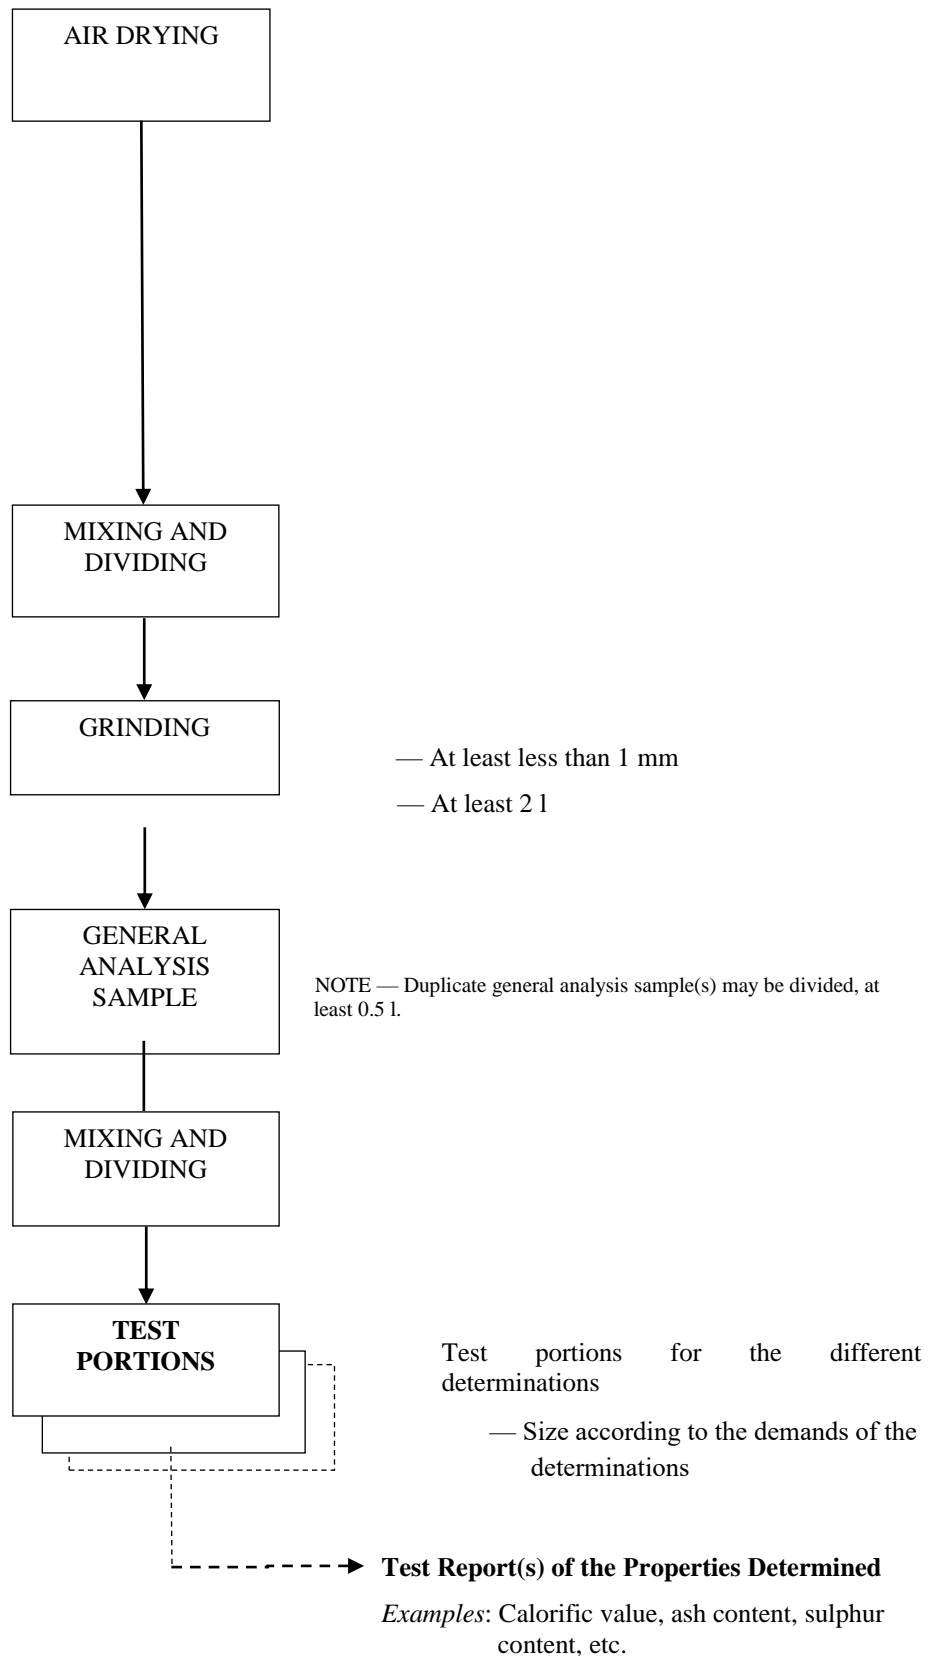 AIR DRYING
MIXING AND
DIVIDING
GRINDING
— At least less than 1 mm
— At least 2 l
GENERAL
ANALYSIS
SAMPLE
NOTE — Duplicate general analysis sample(s) may be divided, at
least 0.5 l.
MIXING AND
DIVIDING
TEST
PORTIONS
Test portions for the different
determinations
— Size according to the demands of the
determinations
Test Report(s) of the Properties Determined
Examples: Calorific value, ash content, sulphur
content, etc.